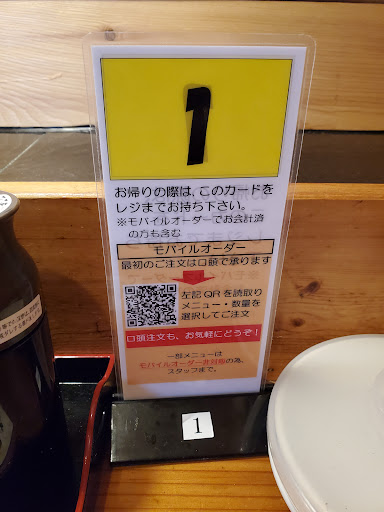 1
お帰りの際は、このカードを
レジまでお持ち下さい。
※モバイルオーダーでお会計済
の方も含む
モバイルオーダー
最初のご注文は口頭で承ります
左記QRを読取り
メニュー・数量を
選択してご注文
口頭注文も、お気軽にどうぞ!
一部メニューは
モバイルオーダー非対応の為、
スタッフまで。
1